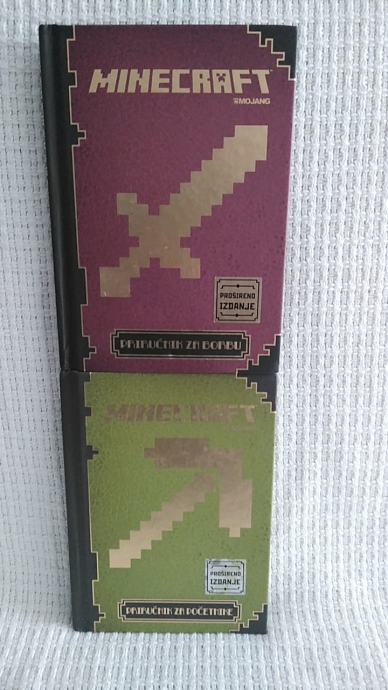 MINECRAFT
MOJANG
PROŠIRENO
IZDANJE
PRIRUČNIK ZA BORBU
MINECRAFT
PROŠIRENO
IZDANJE
PRIRUČNIK ZA POČETNIKE